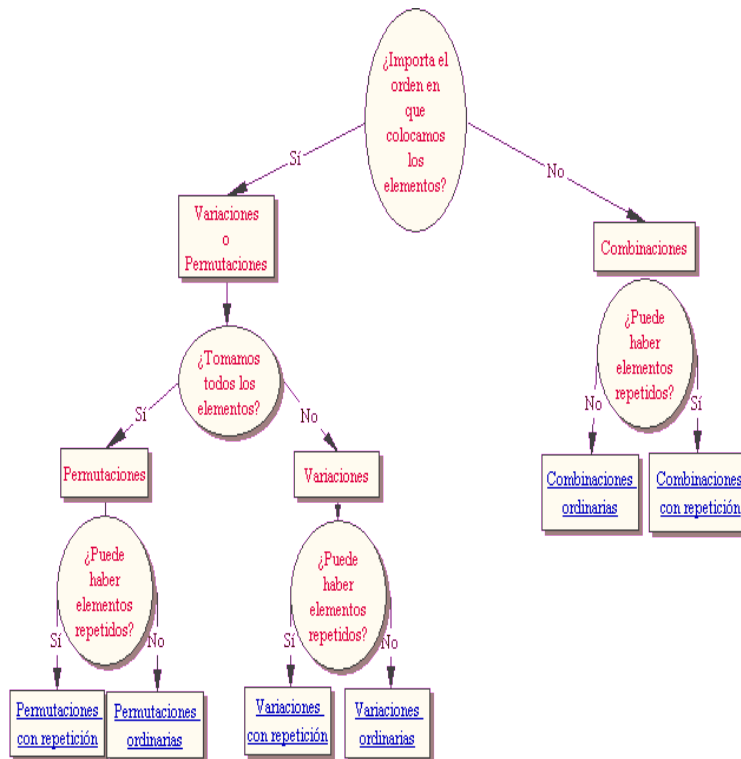 ¿Importa el
orden en
que
colocamos
los
elementos?
Sí
No
Variaciones
o
Permutaciones
Combinaciones
¿Tomamos
todos los
elementos?
¿Puede
haber
elementos
repetidos?
Sí
No
No
Sí
Permutaciones
Variaciones
Combinaciones
ordinarias
Combinaciones
con repetición
¿Puede
haber
elementos
repetidos?
¿Puede
haber
elementos
repetidos?
Sí
No
Sí
No
Permutaciones
con repetición
Permutaciones
ordinarias
Variaciones
con repetición
Variaciones
ordinarias